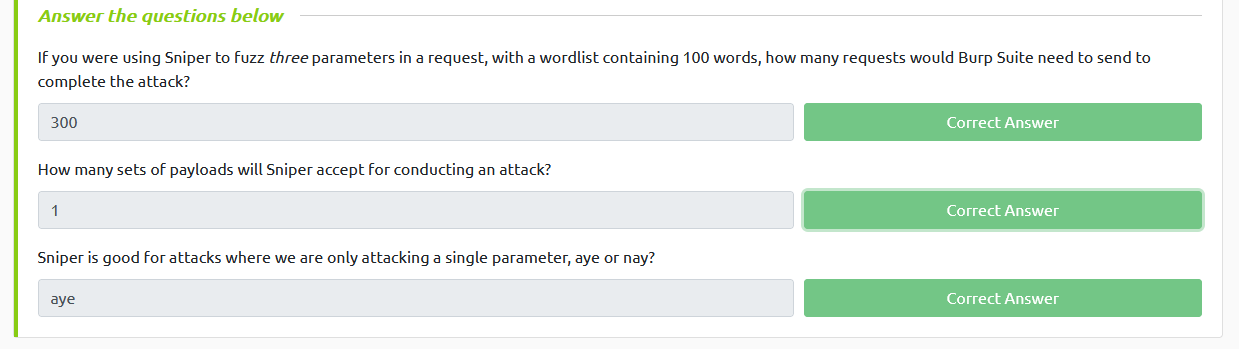 Answer the questions below
If you were using Sniper to fuzz three parameters in a request, with a wordlist containing 100 words, how many requests would Burp Suite need to send to
complete the attack?
300
Correct Answer
How many sets of payloads will Sniper accept for conducting an attack?
1
Correct Answer
Sniper is good for attacks where we are only attacking a single parameter, aye or nay?
aye
Correct Answer